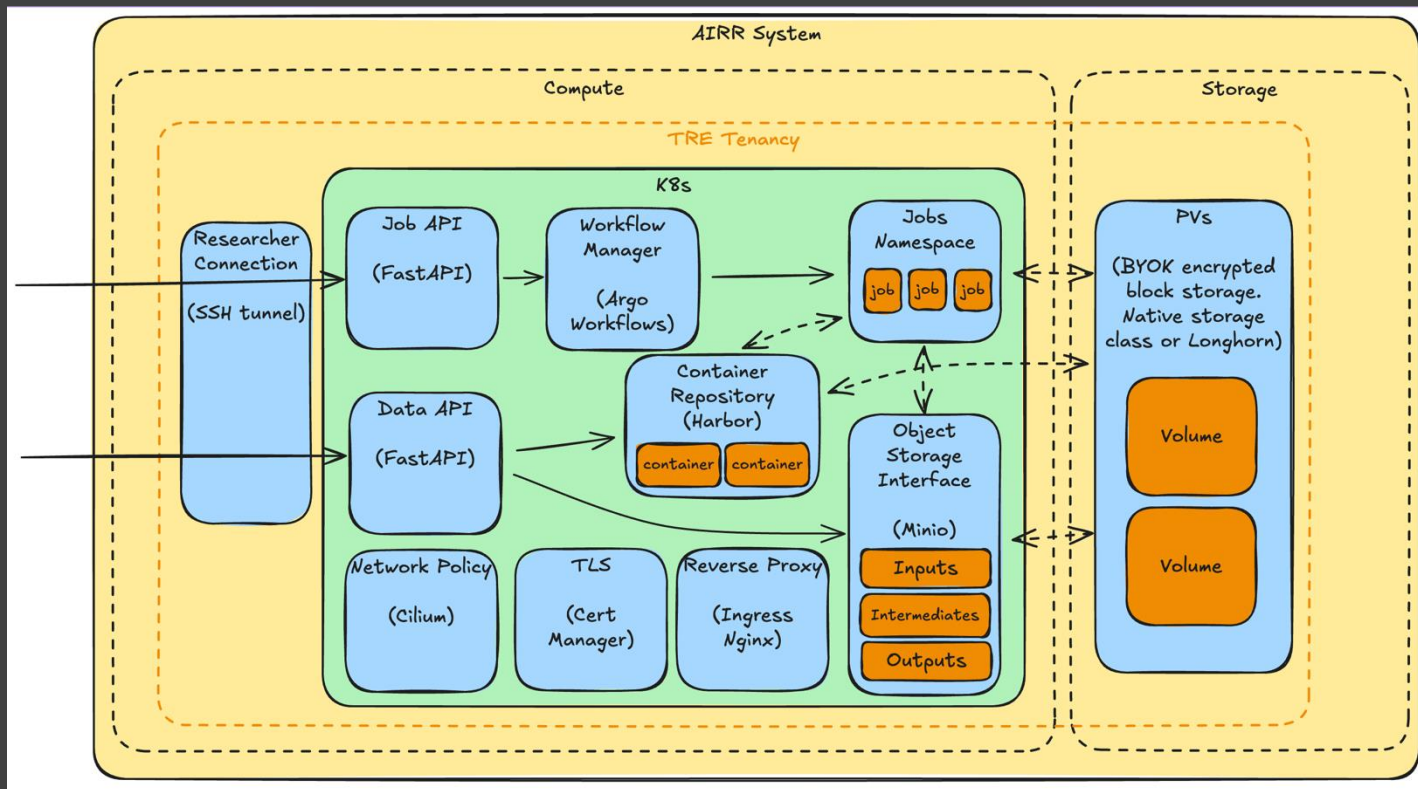 AIRR System
Compute
Storage
TRE Tenancy
K8s
Researcher
Connection
(SSH tunnel)
Job API
(FastAPI)
Workflow
Manager
(Argo
Workflows)
Jobs
Namespace
job
job
job
PVs
(BYOK encrypted
block storage.
Native storage
class or Longhorn)
Volume
Volume
Container
Repository
(Harbor)
container
container
Data API
(FastAPI)
Object
Storage
Interface
(Minio)
Inputs
Intermediates
Outputs
Network Policy
(Cilium)
TLS
(Cert
Manager)
Reverse Proxy
(Ingress
Nginx)